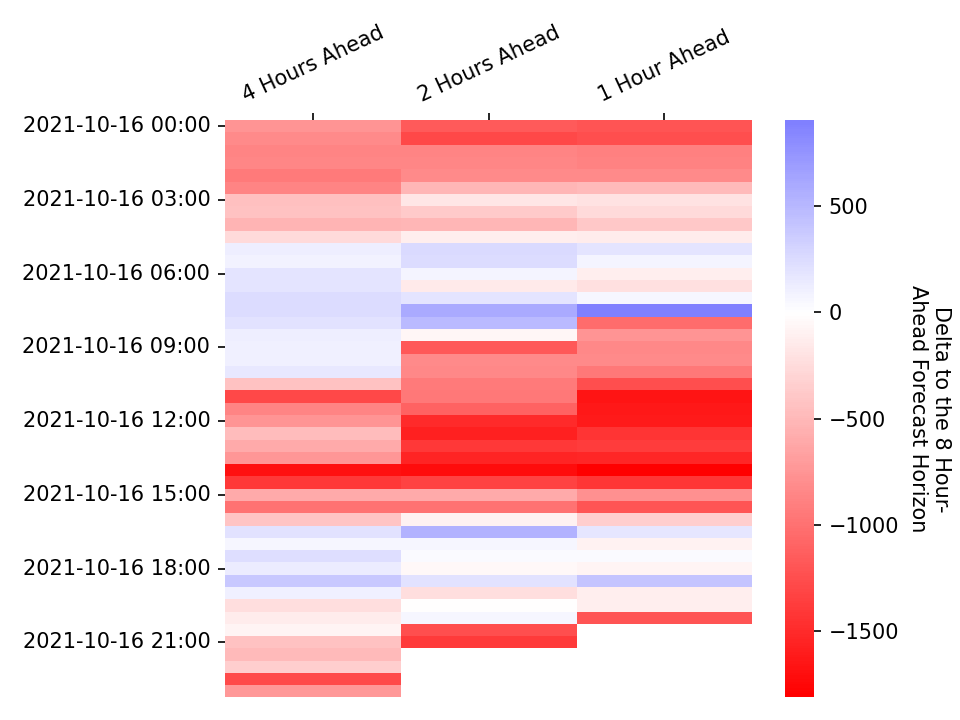 4 Hours Ahead
2 Hours Ahead
1 Hour Ahead
2021-10-16 00:00
2021-10-16 03:00
2021-10-16 06:00
2021-10-16 09:00
2021-10-16 12:00
2021-10-16 15:00
2021-10-16 18:00
2021-10-16 21:00
500
0
−500
−1000
−1500
Delta to the 8 Hour-
Ahead Forecast Horizon